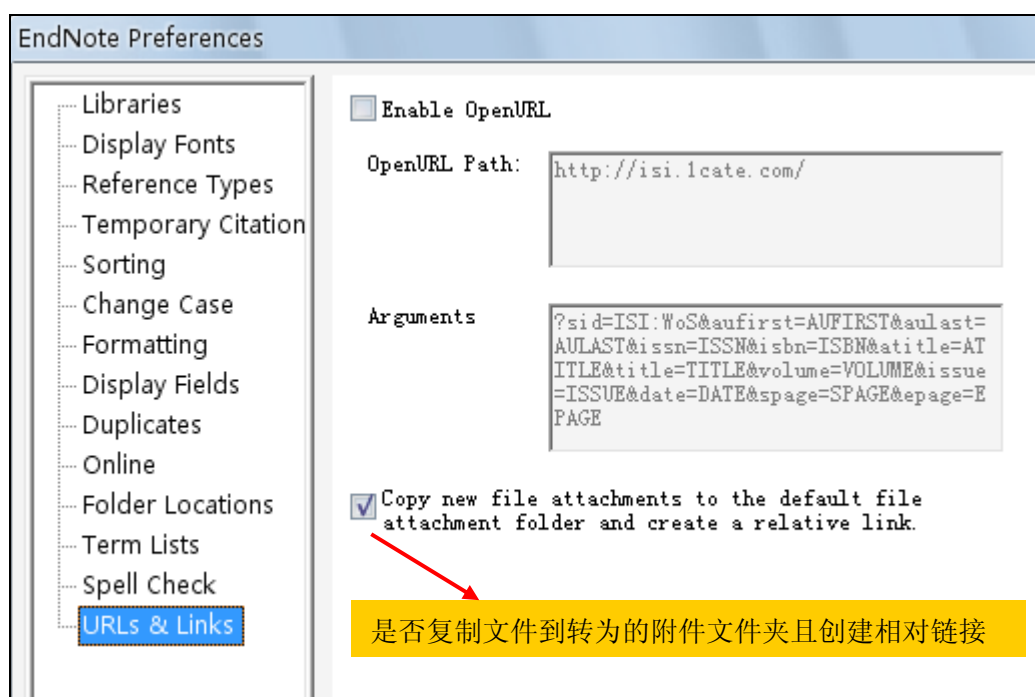 EndNote Preferences
Libraries
Display Fonts
Reference Types
Temporary Citation
Sorting
Change Case
Formatting
Display Fields
Duplicates
Online
Folder Locations
Term Lists
Spell Check
URLs & Links
Enable OpenURL
OpenURL Path:
http://isi.1cate.com/
Arguments
?sid=ISI:WoS&aufirst=AUFIRST&aulast=
AULAST&issn=ISSN&isbn=ISBN&atitle=AT
ITLE&title=TITLE&volume=VOLUME&issue
=ISSUE&date=DATE&spage=SPAGE&epage=E
PAGE
Copy new file attachments to the default file
attachment folder and create a relative link.
是否复制文件到转为的附件文件夹且创建相对链接